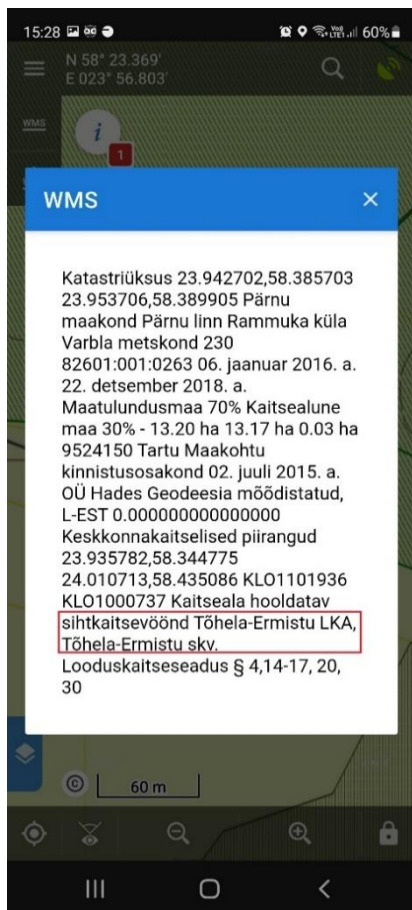 15:28
60%
N 58° 23.369'
E 023° 56.803'
WMS
i
1
WMS
Katastriüksus 23.942702,58.385703
23.953706,58.389905 Pärnu
maakond Pärnu linn Rammuka küla
Varbla metskond 230
82601:001:0263 06. jaanuar 2016. a.
22. detsember 2018. a.
Maatulundusmaa 70% Kaitsealune
maa 30% - 13.20 ha 13.17 ha 0.03 ha
9524150 Tartu Maakohtu
kinnistusosakond 02. juuli 2015. a.
OÜ Hades Geodeesia mõõdistatud,
L-EST 0.000000000000000
Keskkonnakaitselised piirangud
23.935782,58.344775
24.010713,58.435086 KLO1101936
KLO1000737 Kaitseala hooldatav
sihtkaitsevöönd Tõhela-Ermistu LKA,
Tõhela-Ermistu skv.
Looduskaitseseadus § 4,14-17, 20,
30
© 60 m